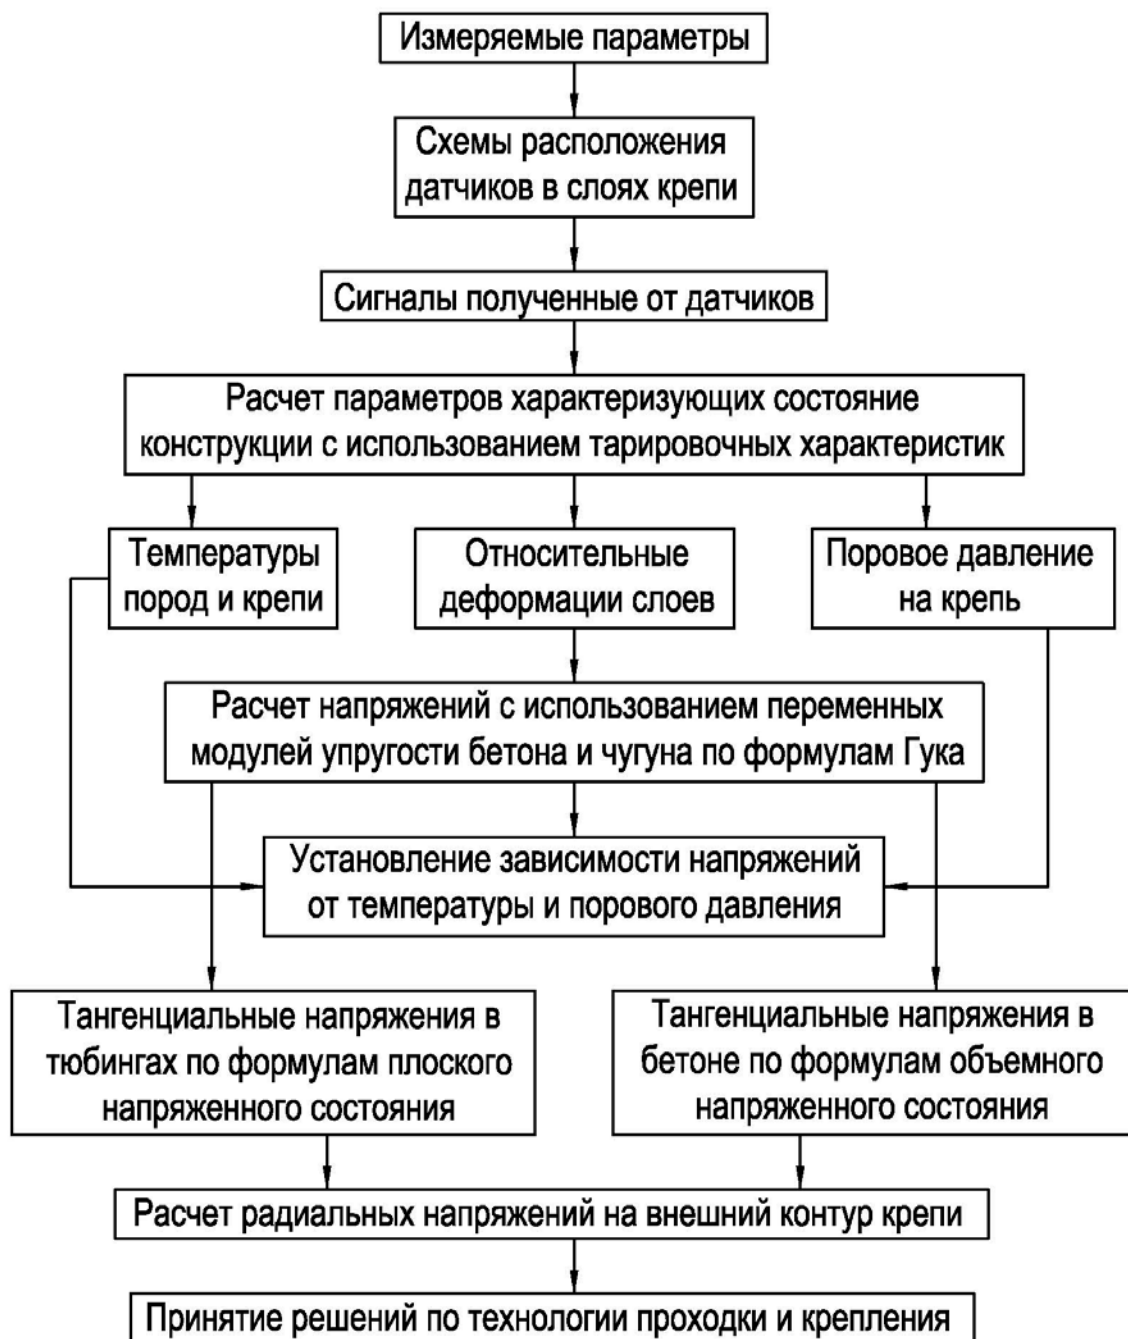 Измеряемые параметры
Схемы расположения
датчиков в слоях крепи
Сигналы полученные от датчиков
Расчет параметров характеризующих состояние
конструкции с использованием тарировочных характеристик
Температуры
пород и крепи
Относительные
деформации слоев
Поровое давление
на крепь
Расчет напряжений с использованием переменных
модулей упругости бетона и чугуна по формулам Гука
Установление зависимости напряжений
от температуры и порового давления
Тангенциальные напряжения в
тюбингах по формулам плоского
напряженного состояния
Тангенциальные напряжения в
бетоне по формулам объемного
напряженного состояния
Расчет радиальных напряжений на внешний контур крепи
Принятие решений по технологии проходки и крепления